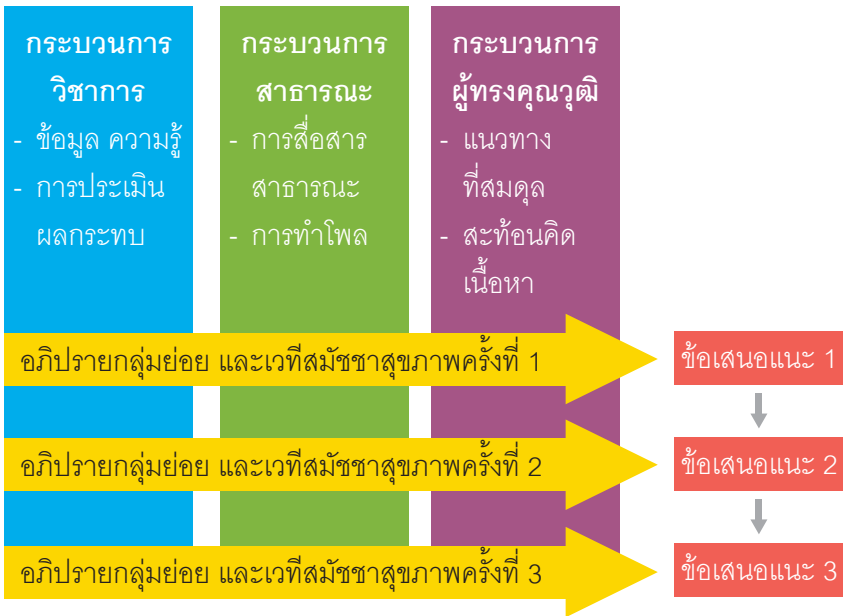 กระบวนการ
วิชาการ
- ข้อมูล ความรู้
- การประเมิน
ผลกระทบ
กระบวนการ
สาธารณะ
- การสื่อสาร
สาธารณะ
- การทำโพล
กระบวนการ
ผู้ทรงคุณวุฒิ
- แนวทาง
ที่สมดุล
- สะท้อนคิด
เนื้อหา
อภิปรายกลุ่มย่อย และเวทีสมัชชาสุขภาพครั้งที่ 1
ข้อเสนอแนะ 1
อภิปรายกลุ่มย่อย และเวทีสมัชชาสุขภาพครั้งที่ 2
ข้อเสนอแนะ 2
อภิปรายกลุ่มย่อย และเวทีสมัชชาสุขภาพครั้งที่ 3
ข้อเสนอแนะ 3